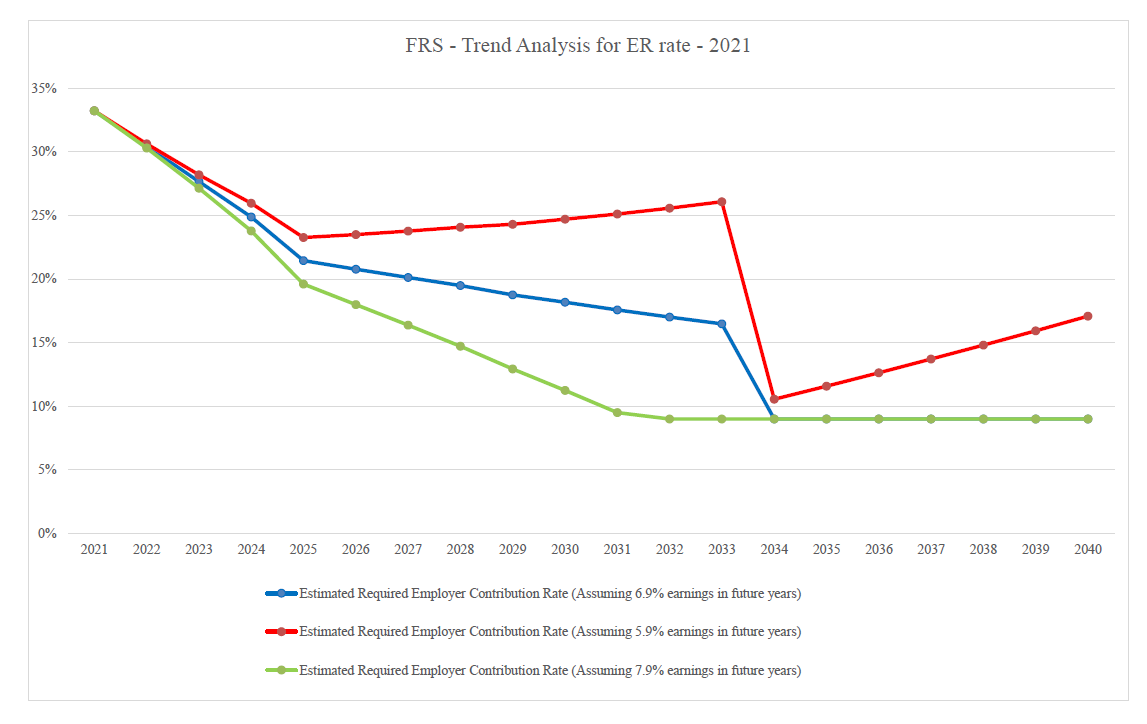 FRS - Trend Analysis for ER rate - 2021
35%
30%
25%
20%
15%
10%
5%
0%
2021 2022 2023 2024 2025 2026 2027 2028 2029 2030 2031 2032 2033 2034 2035 2036 2037 2038 2039 2040
Estimated Required Employer Contribution Rate (Assuming 6.9% earnings in future years)
Estimated Required Employer Contribution Rate (Assuming 5.9% earnings in future years)
Estimated Required Employer Contribution Rate (Assuming 7.9% earnings in future years)